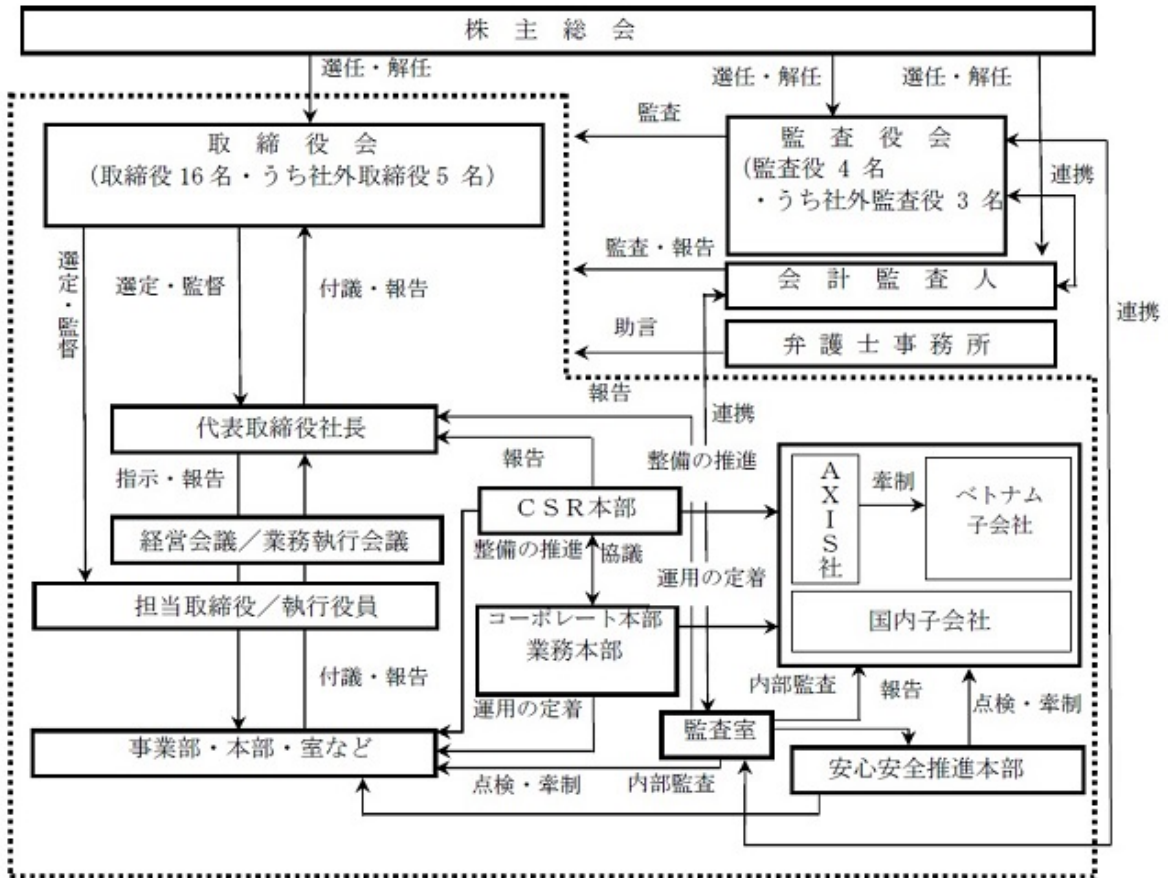 株主総会
選任・解任
選任・解任
選任・解任
取締役会
(取締役16名・うち社外取締役5名)
監査
監査役会
(監査役 4 名
・うち社外監査役 3 名
連携
選定・監督
選定・監督
付議・報告
監査・報告
会計監査人
連携
助言
弁護士事務所
報告
代表取締役社長
連携
報告
整備の推進
指示・報告
AXIS社
牽制
ベトナム
子会社
CSR本部
経営会議/業務執行会議
整備の推進
協議
運用の定着
担当取締役/執行役員
コーポレート本部
業務本部
国内子会社
付議・報告
内部監査
報告
運用の定着
点検・牽制
監査室
事業部・本部・室など
安心安全推進本部
点検・牽制
内部監査